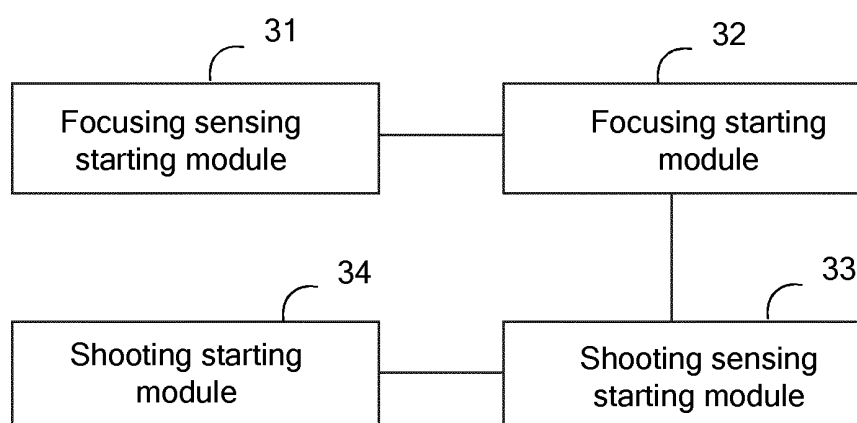 31
32
Focusing sensing
starting module
Focusing starting
module
34
33
Shooting starting
module
Shooting sensing
starting module